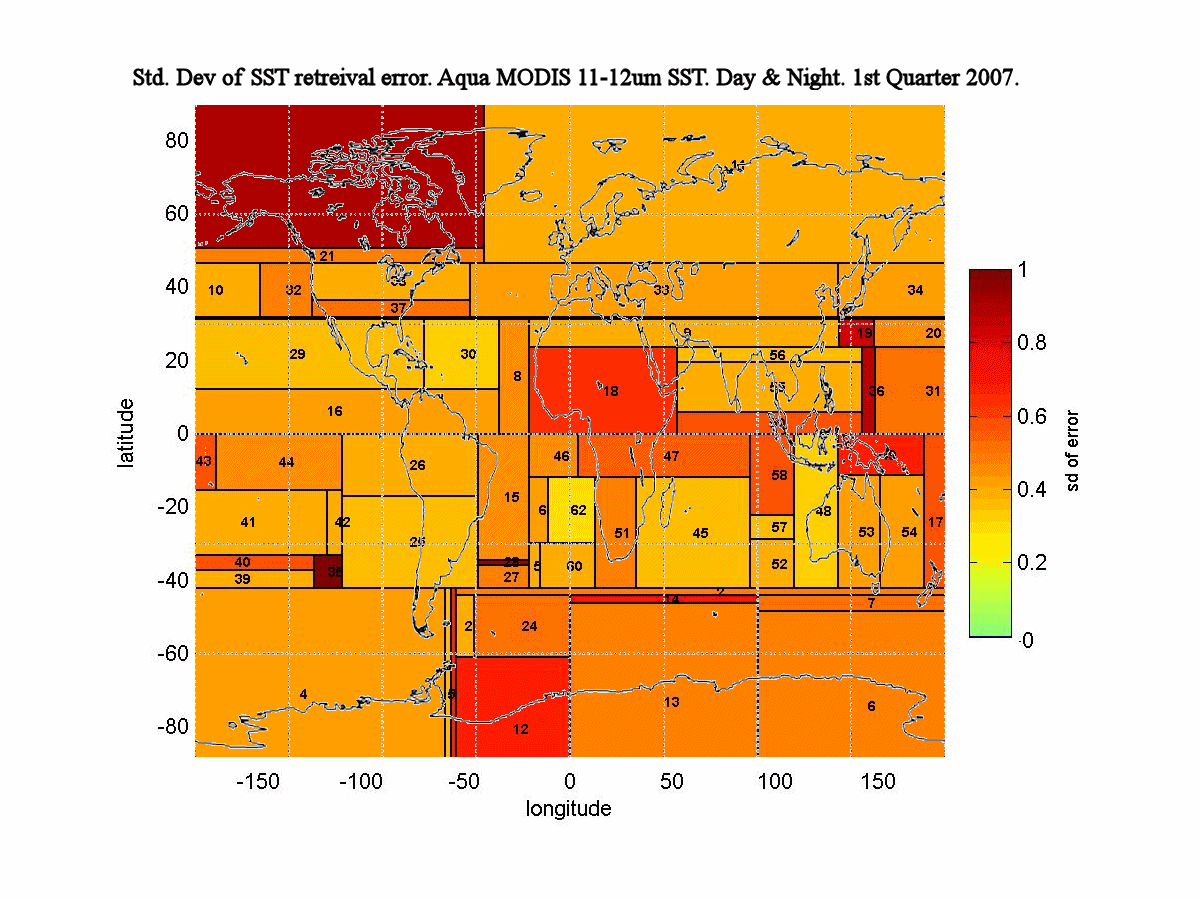 Std. Dev of SST retreival error. Aqua MODIS 11-12um SST. Day & Night. 1st Quarter 2007.
80
60
40
20
0
-20
-40
-60
-80
latitude
-150 -100 -50 0 50 100 150
longitude
1
0.8
0.6
0.4
0.2
0
sd of error
21
10 32 33 34
37
29 30 8 9 56 19 20
18 36 31
16
43 44 26 46 47 58
15 6 62 48
41 42 51 45 57 53 54 17
25
40 52
39 27 60
2 7
2 24 14
4 13 6
12